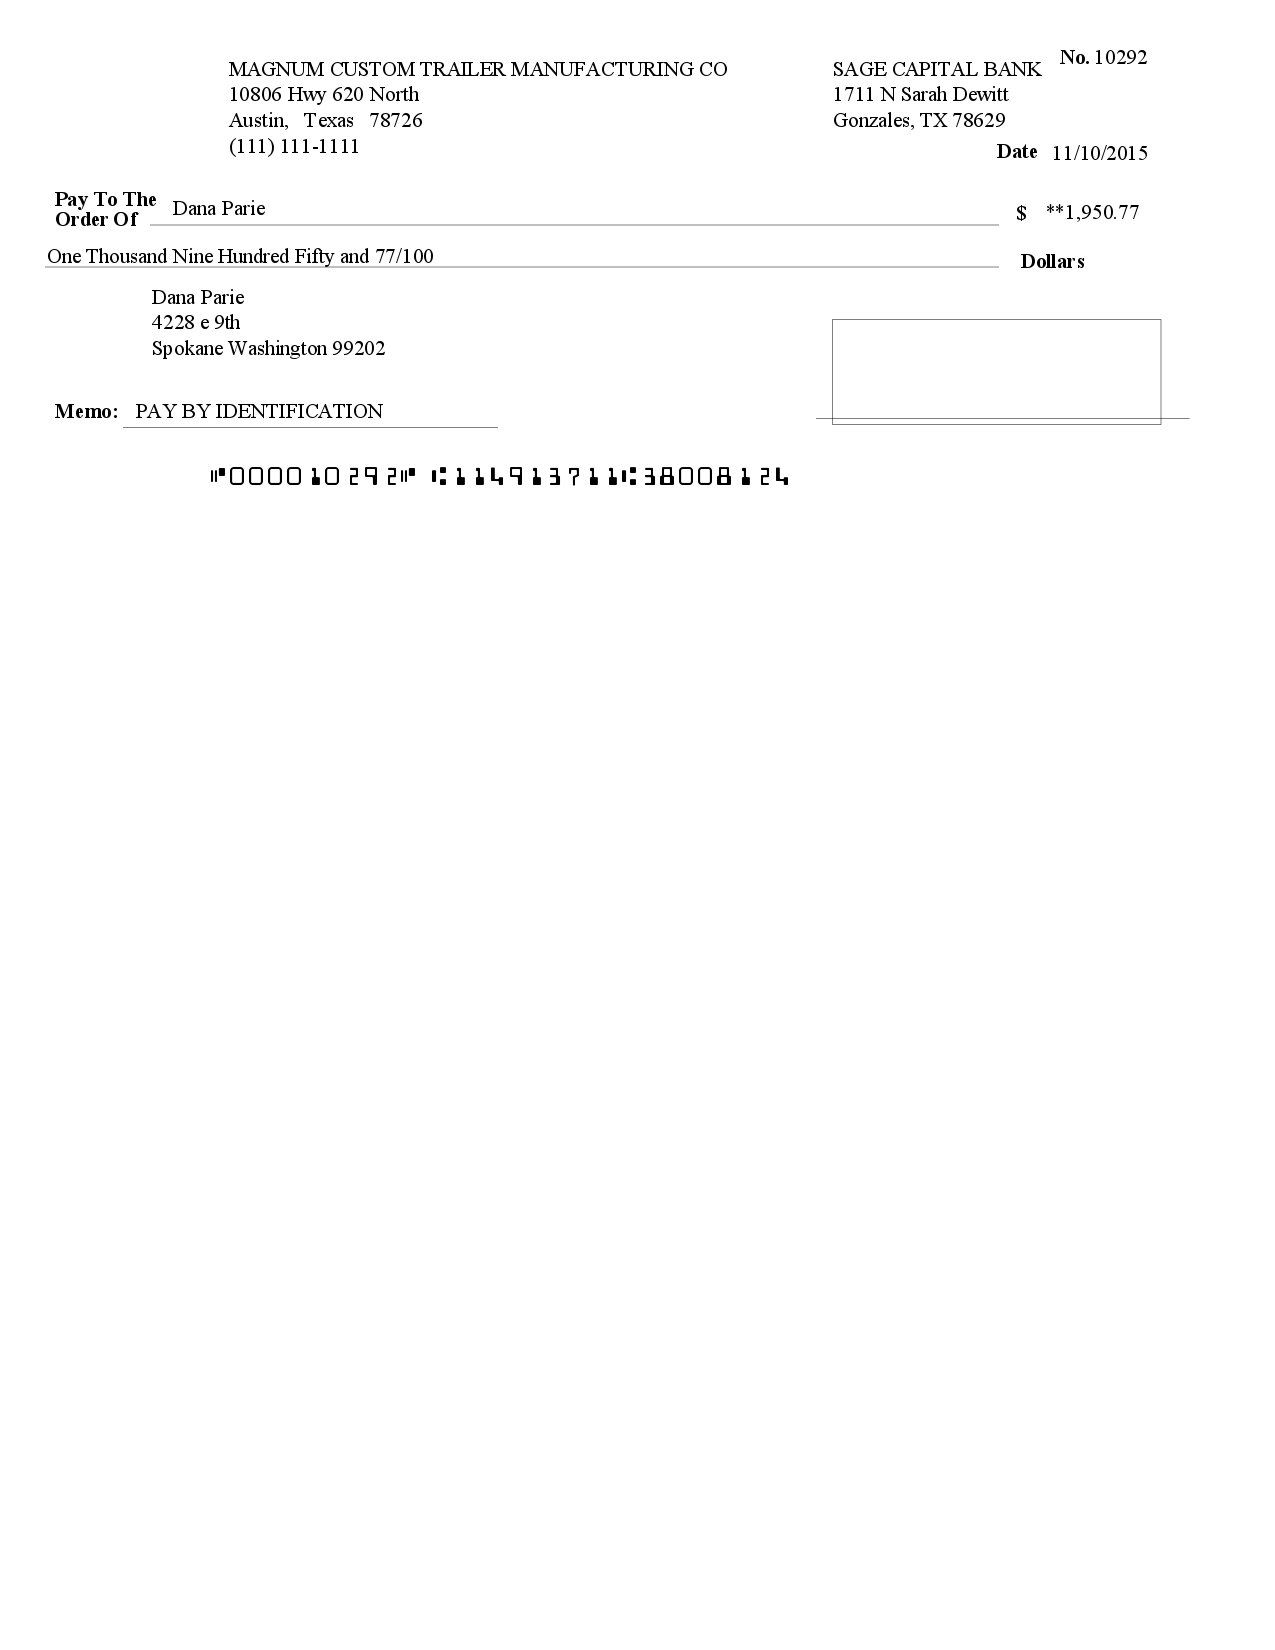 No. 10292
MAGNUM CUSTOM TRAILER MANUFACTURING CO
10806 Hwy 620 North
Austin, Texas 78726
(111) 111-1111
SAGE CAPITAL BANK
1711 N Sarah Dewitt
Gonzales, TX 78629
Date 11/10/2015
Pay To The
Order Of Dana Parie $ **1,950.77
One Thousand Nine Hundred Fifty and 77/100 Dollars
Dana Parie
4228 e 9th
Spokane Washington 99202
Memo: PAY BY IDENTIFICATION
⑈000010292⑈ ⑆114913711⑆38008124